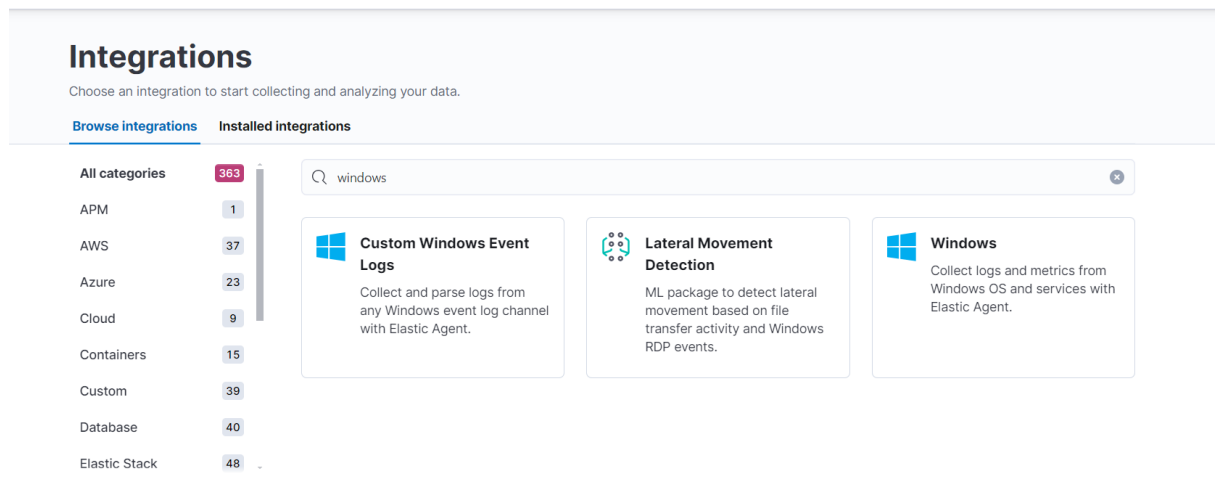 Integrations
Choose an integration to start collecting and analyzing your data.
Browse integrations Installed integrations
All categories 363
APM 1
AWS 37
Azure 23
Cloud 9
Containers 15
Custom 39
Database 40
Elastic Stack 48
windows
Custom Windows Event
Logs
Collect and parse logs from
any Windows event log channel
with Elastic Agent.
Lateral Movement
Detection
ML package to detect lateral
movement based on file
transfer activity and Windows
RDP events.
Windows
Collect logs and metrics from
Windows OS and services with
Elastic Agent.